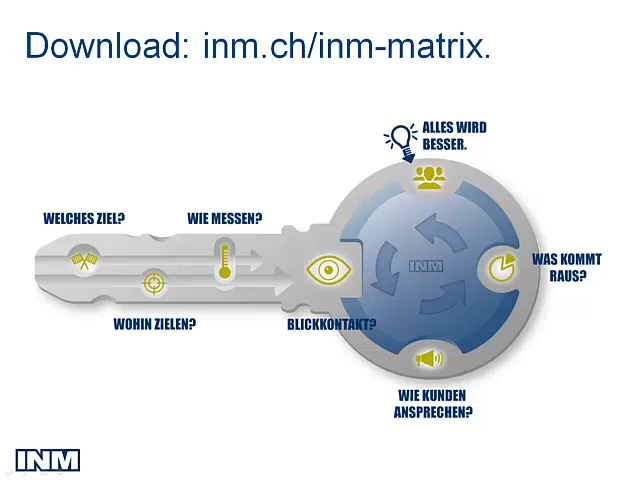 Download: inm.ch/inm-matrix.
ALLES WIRD
BESSER.
WELCHES ZIEL?
WIE MESSEN?
WAS KOMMT
RAUS?
INM
WOHIN ZIELEN?
BLICKKONTAKT?
WIE KUNDEN
ANSPRECHEN?
INM